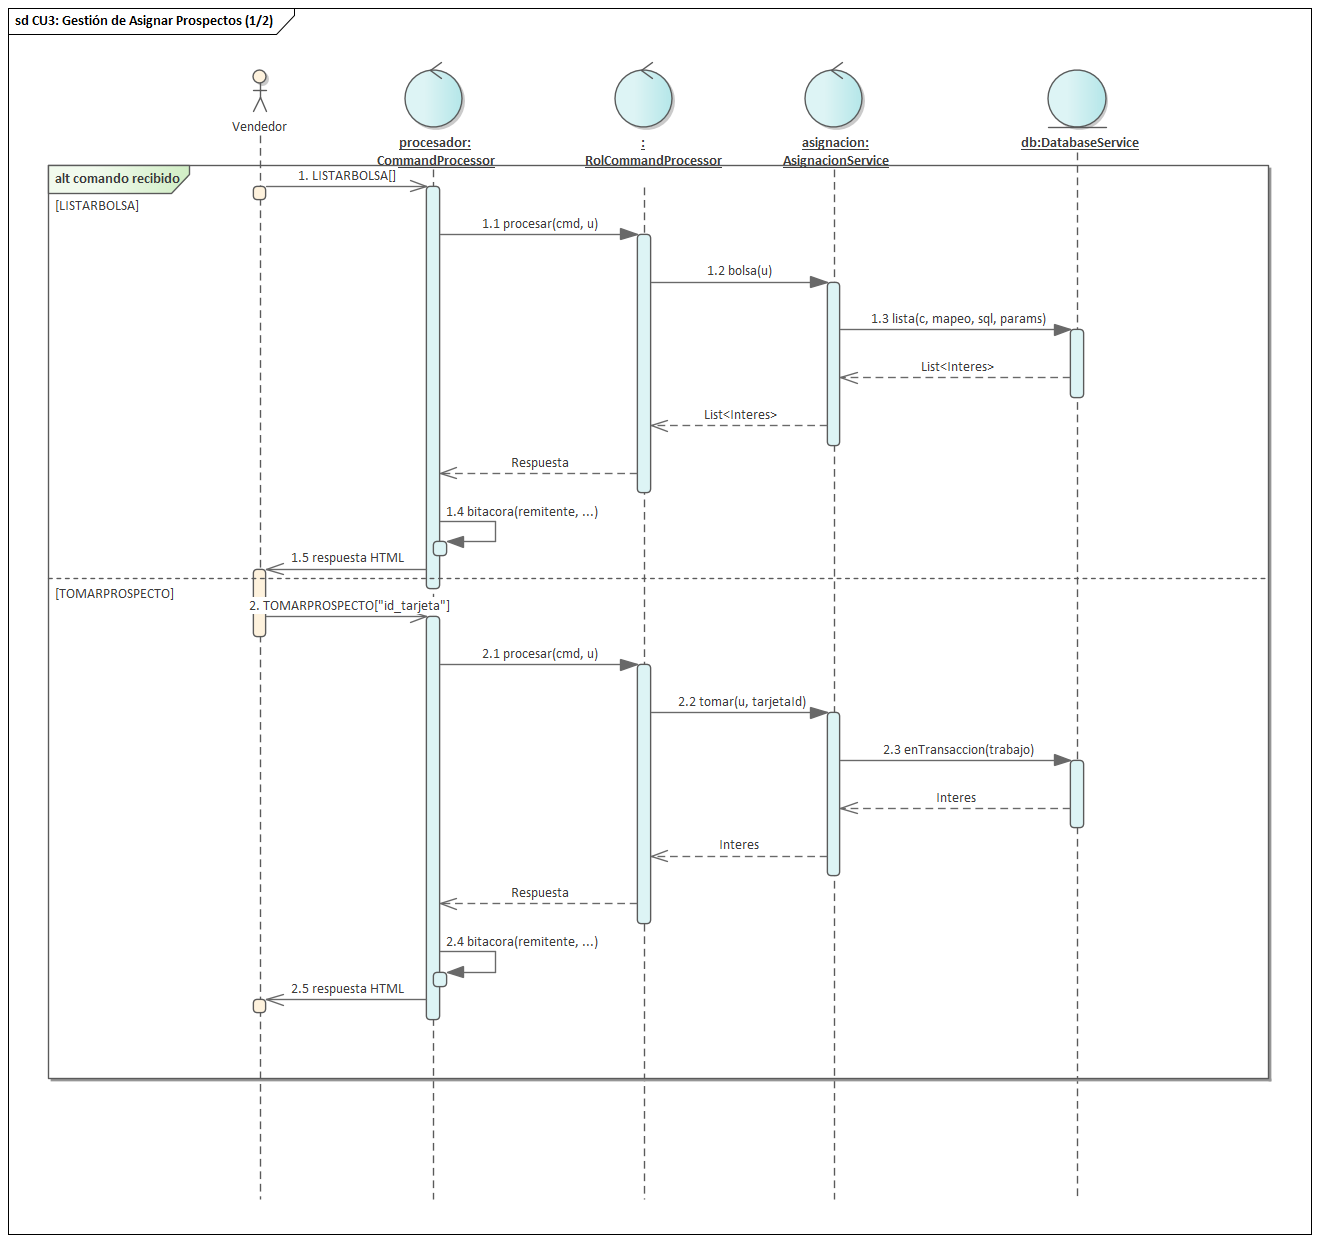 sd CU3: Gestión de Asignar Prospectos (1/2)
Vendedor
procesador:
CommandProcessor
:
RolCommandProcessor
asignacion:
AsignacionService
db:DatabaseService
alt comando recibido
[LISTARBOLSA]
1. LISTARBOLSA[]
1.1 procesar(cmd, u)
1.2 bolsa(u)
1.3 lista(c, mapeo, sql, params)
List<Interes>
List<Interes>
Respuesta
1.4 bitacora(remitente, ...)
1.5 respuesta HTML
[TOMARPROSPECTO]
2. TOMARPROSPECTO["id_tarjeta"]
2.1 procesar(cmd, u)
2.2 tomar(u, tarjetaId)
2.3 enTransaccion(trabajo)
Interes
Interes
Respuesta
2.4 bitacora(remitente, ...)
2.5 respuesta HTML